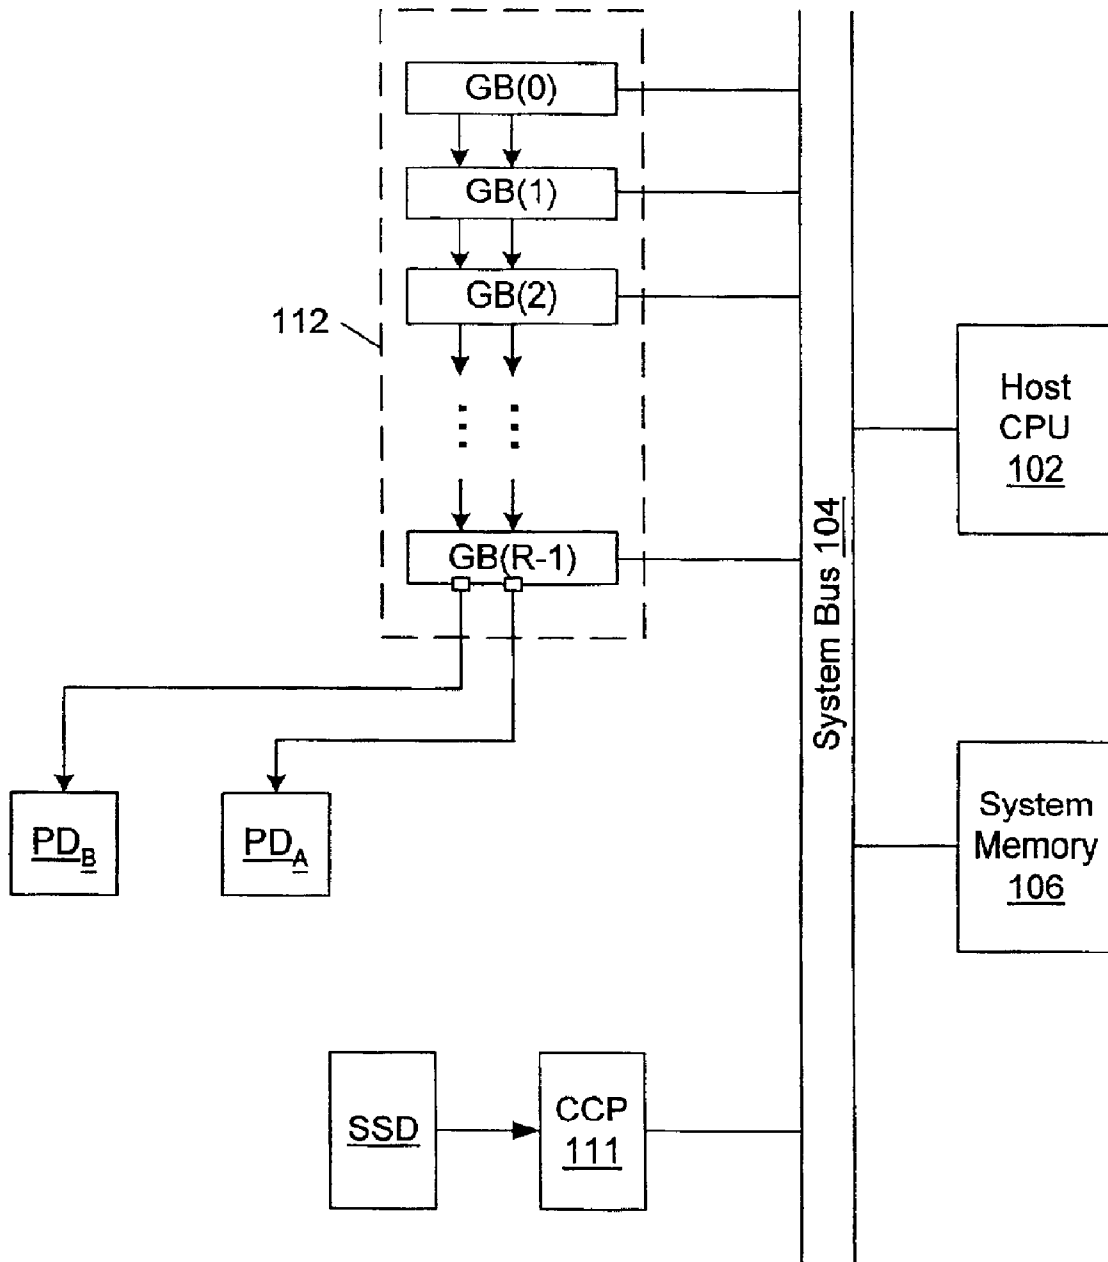 GB(0)
GB(1)
GB(2)
112
GB(R-1)
Host
CPU
102
System Bus 104
System
Memory
106
PDB
PDA
SSD
CCP
111